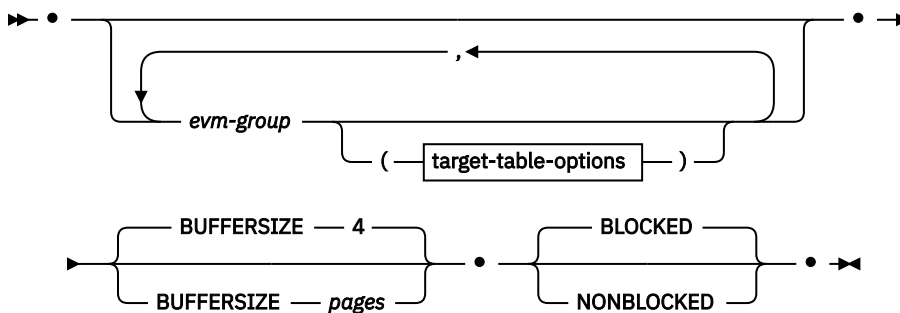 ,
evm-group
( target-table-options )
BUFFERSIZE 4 BLOCKED
BUFFERSIZE pages NONBLOCKED